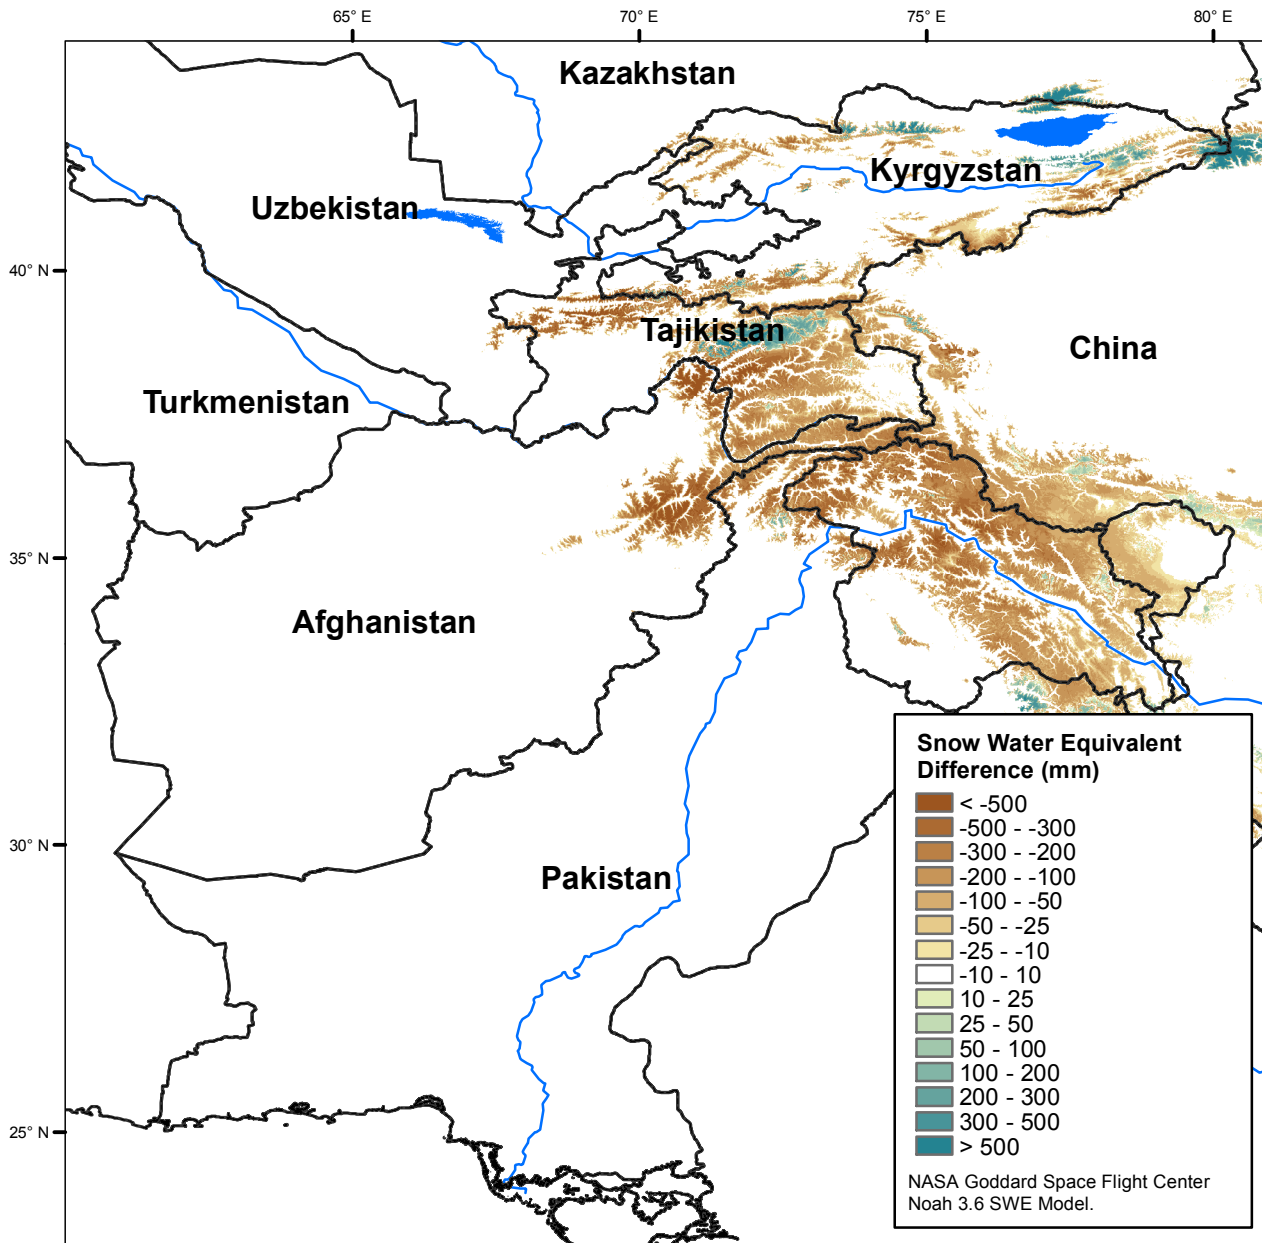 65° E
70° E
75° E
80° E
Kazakhstan
Kyrgyzstan
Uzbekistan
40° N
Tajikistan
China
Turkmenistan
35° N
Afghanistan
30° N
Pakistan
25° N
Snow Water Equivalent
Difference (mm)
< -500
-500 - -300
-300 - -200
-200 - -100
-100 - -50
-50 - -25
-25 - -10
-10 - 10
10 - 25
25 - 50
50 - 100
100 - 200
200 - 300
300 - 500
> 500
NASA Goddard Space Flight Center
Noah 3.6 SWE Model.